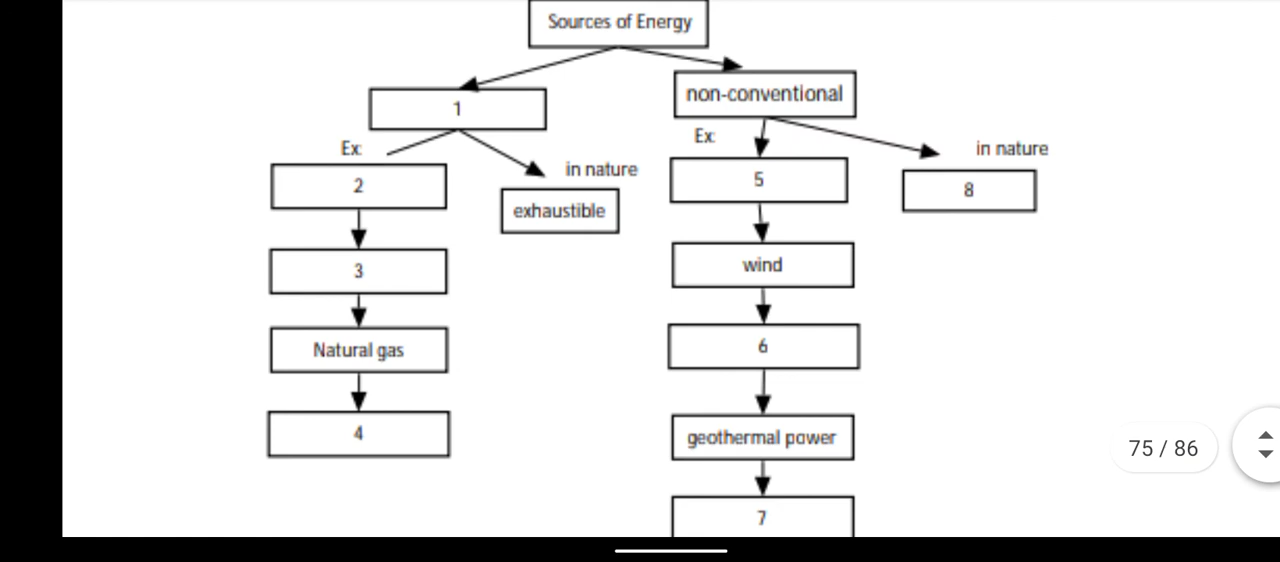 Sources of Energy
1
non-conventional
Ex:
in nature
Ex:
in nature
2
exhaustible
5
8
3
wind
Natural gas
6
4
geothermal power
7
75 / 86